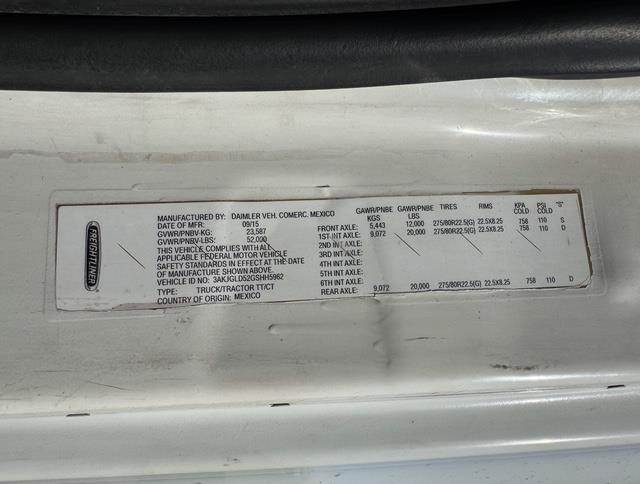 FREIGHTLINER
MANUFACTURED BY: DAIMLER VEH. COMERC. MEXICO
DATE OF MFR: 09/15
GVWR/PNBV-KG: 23,587
GVWR/PNBV-LBS: 52,000
THIS VEHICLE COMPLIES WITH ALL
APPLICABLE FEDERAL MOTOR VEHICLE
SAFETY STANDARDS IN EFFECT AT THE DATE
OF MANUFACTURE SHOWN ABOVE.
VEHICLE ID NO: 3AKJGLD52GSHH5962
TYPE: TRUCK/TRACTOR TT/CT
COUNTRY OF ORIGIN: MEXICO
GAWR/PNBE GAWR/PNBE TIRES RIMS KPA PSI "S"
KGS LBS COLD COLD
FRONT AXLE: 5,443 12,000 275/80R22.5(G) 22.5X8.25 758 110 S
1ST INT AXLE: 9,072 20,000 275/80R22.5(G) 22.5X8.25 758 110 D
2ND INT AXLE:
3RD INT AXLE:
4TH INT AXLE:
5TH INT AXLE:
6TH INT AXLE:
REAR AXLE: 9,072 20,000 275/80R22.5(G) 22.5X8.25 758 110 D